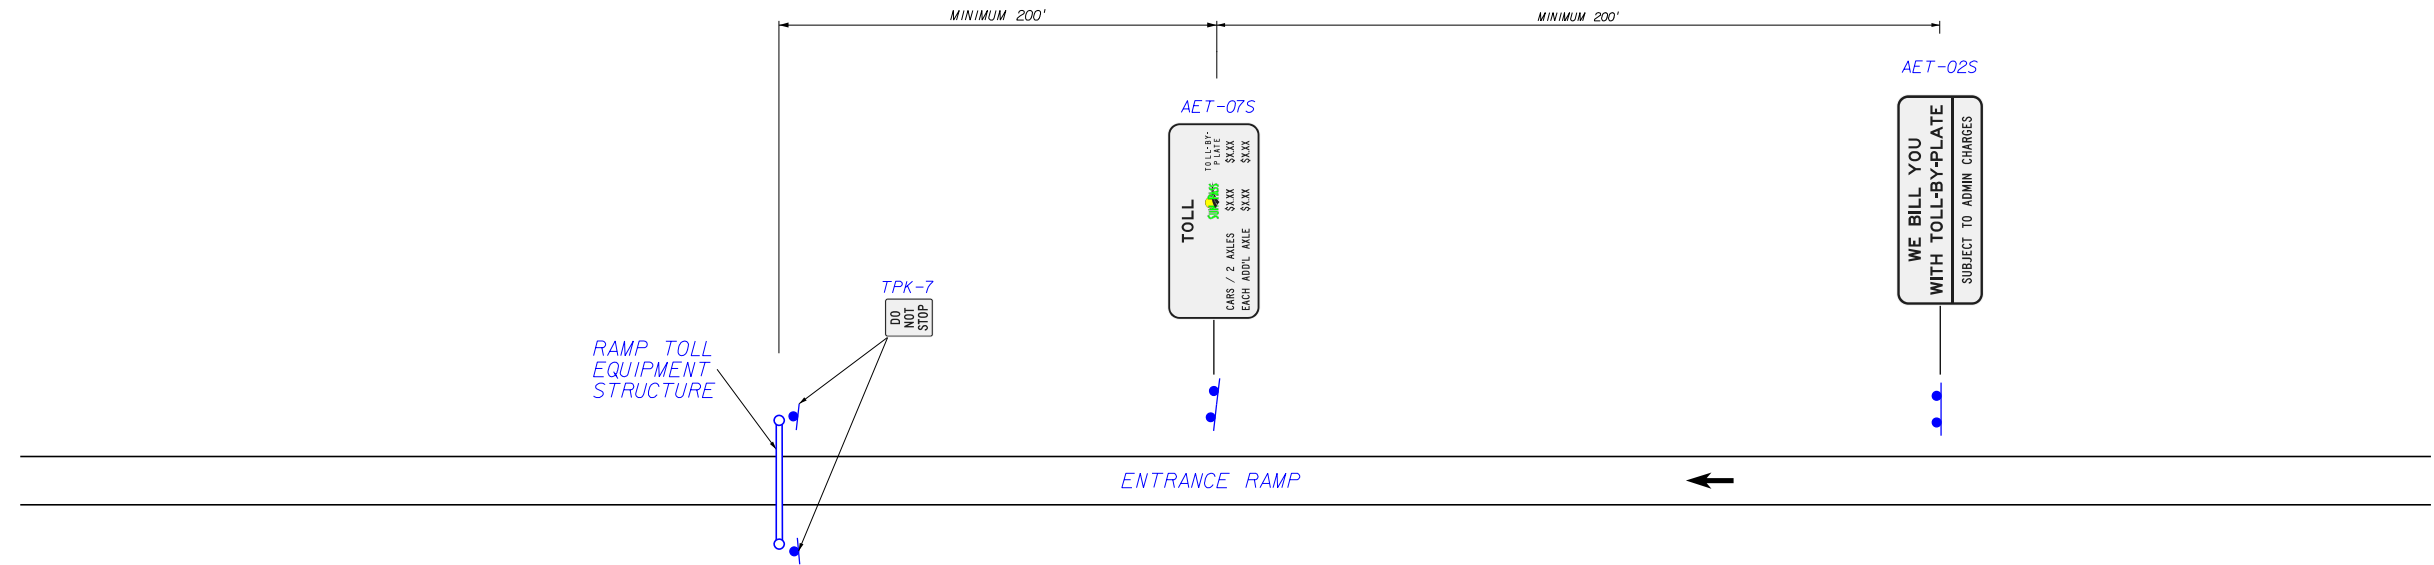 MINIMUM 200'
MINIMUM 200'
AET-02S
WE BILL YOU
WITH TOLL-BY-PLATE
SUBJECT TO ADMIN CHARGES
AET-07S
TOLL
SUNPASS
TOLL-BY-
PLATE
CARS / 2 AXLES $X.XX $X.XX
EACH ADD'L AXLE $X.XX $X.XX
TPK-7
DO
NOT
STOP
RAMP TOLL
EQUIPMENT
STRUCTURE
ENTRANCE RAMP